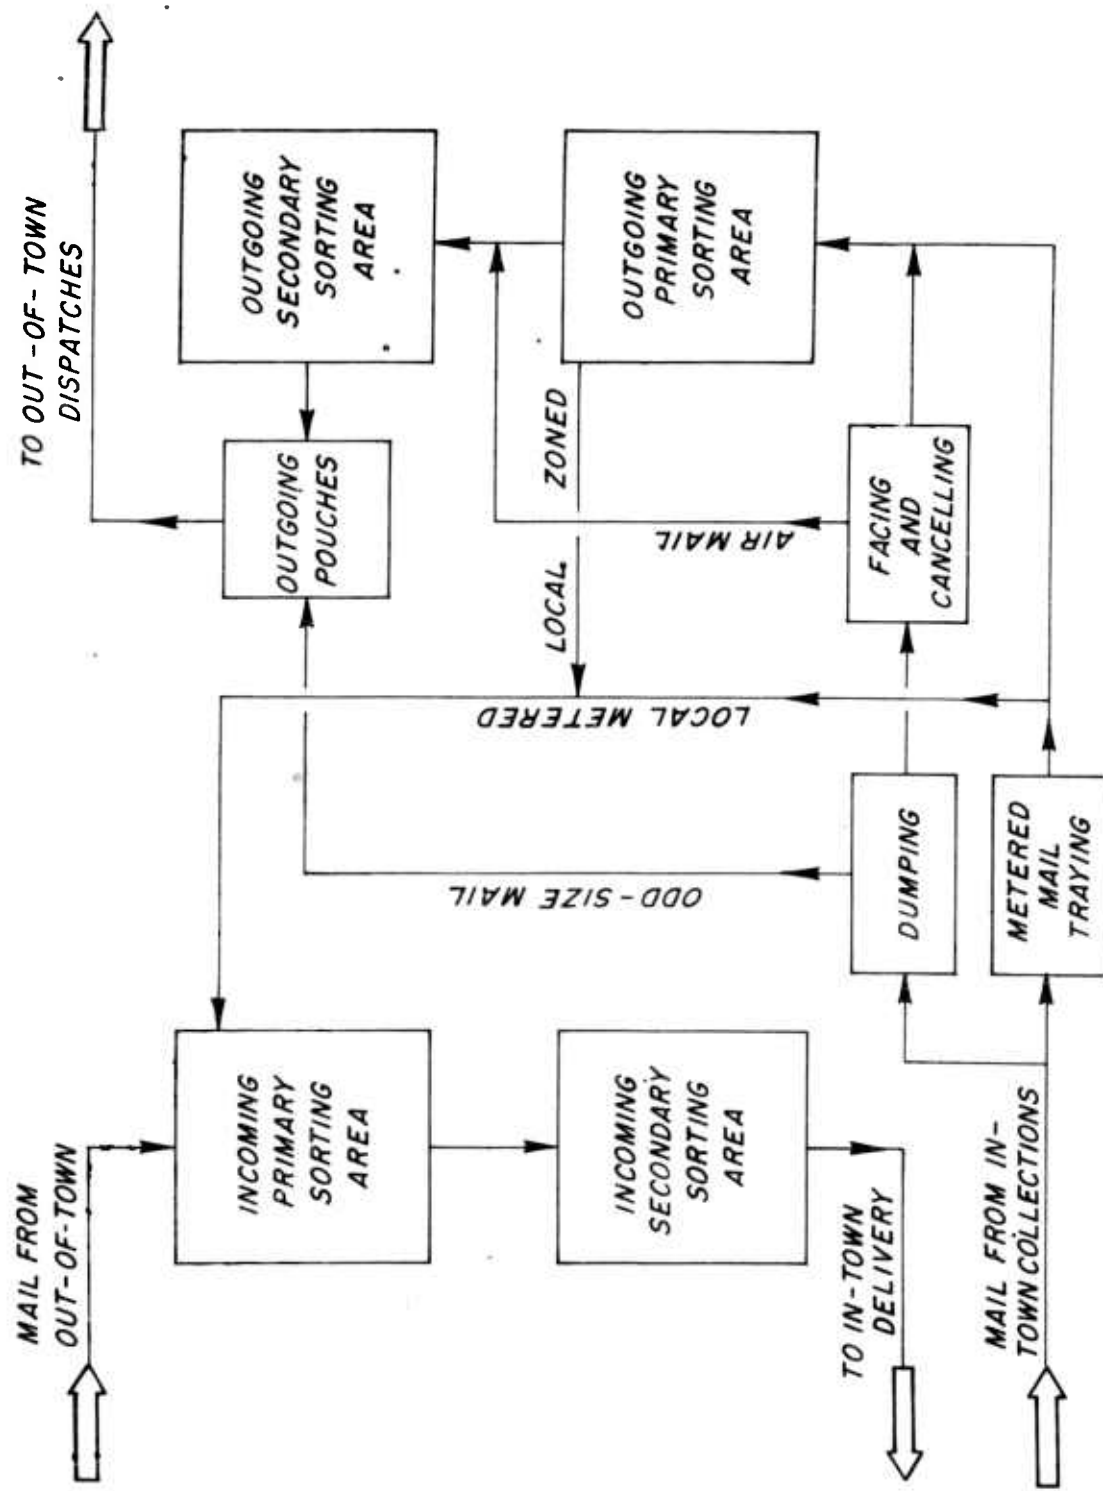 MAIL FROM
OUT-OF-TOWN
TO OUT-OF-TOWN
DISPATCHES
INCOMING
PRIMARY
SORTING
AREA
OUTGOING
POUCHES
OUTGOING
SECONDARY
SORTING
AREA
ODD-SIZE MAIL
LOCAL METERED
LOCAL ZONED
AIR MAIL
INCOMING
SECONDARY
SORTING
AREA
OUTGOING
PRIMARY
SORTING
AREA
TO IN-TOWN
DELIVERY
DUMPING
FACING
AND
CANCELLING
MAIL FROM IN-
TOWN COLLECTIONS
METERED
MAIL
TRAYING